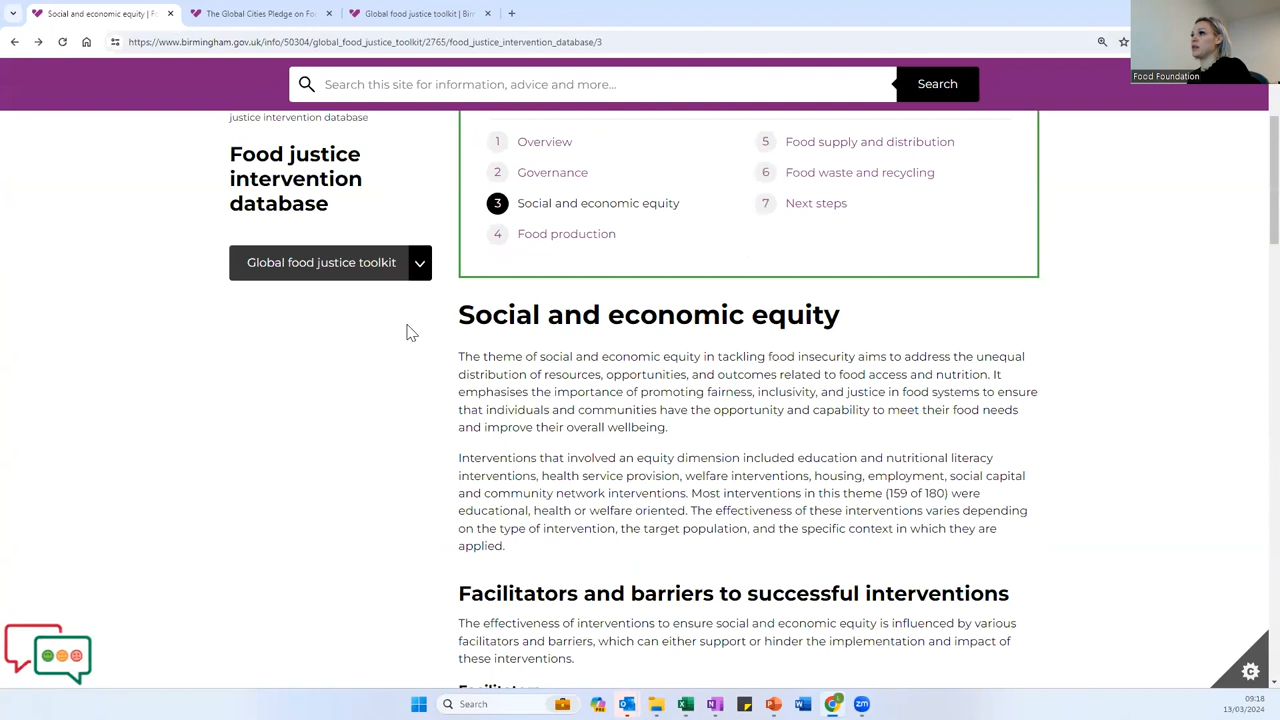 Social and economic equity | Fo
The Global Cities Pledge on Foo
Global food justice toolkit | Birm
https://www.birmingham.gov.uk/info/50304/global_food_justice_toolkit/2765/food_justice_intervention_database/3
Food Foundation
Search this site for information, advice and more...
Search
justice intervention database
Food justice
intervention
database
Global food justice toolkit
1 Overview
2 Governance
3 Social and economic equity
4 Food production
5 Food supply and distribution
6 Food waste and recycling
7 Next steps
Social and economic equity
The theme of social and economic equity in tackling food insecurity aims to address the unequal
distribution of resources, opportunities, and outcomes related to food access and nutrition. It
emphasises the importance of promoting fairness, inclusivity, and justice in food systems to ensure
that individuals and communities have the opportunity and capability to meet their food needs
and improve their overall wellbeing.
Interventions that involved an equity dimension included education and nutritional literacy
interventions, health service provision, welfare interventions, housing, employment, social capital
and community network interventions. Most interventions in this theme (159 of 180) were
educational, health or welfare oriented. The effectiveness of these interventions varies depending
on the type of intervention, the target population, and the specific context in which they are
applied.
Facilitators and barriers to successful interventions
The effectiveness of interventions to ensure social and economic equity is influenced by various
facilitators and barriers, which can either support or hinder the implementation and impact of
these interventions.
Facilitators
Search
09:18
13/03/2024